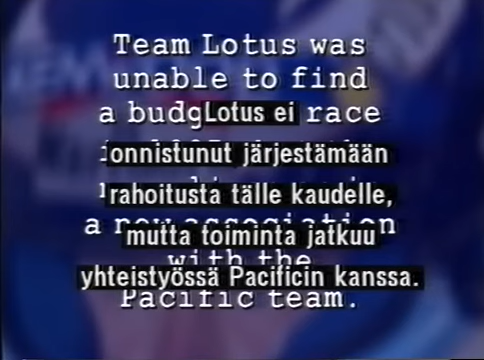 Team Lotus was
unable to find
a budg Lotus ei race
onnistunut järjestämään
rahoitusta tälle kaudelle,
a new association
mutta toiminta jatkuu
with the
yhteistyössä Pacificin kanssa.
Pacific team.